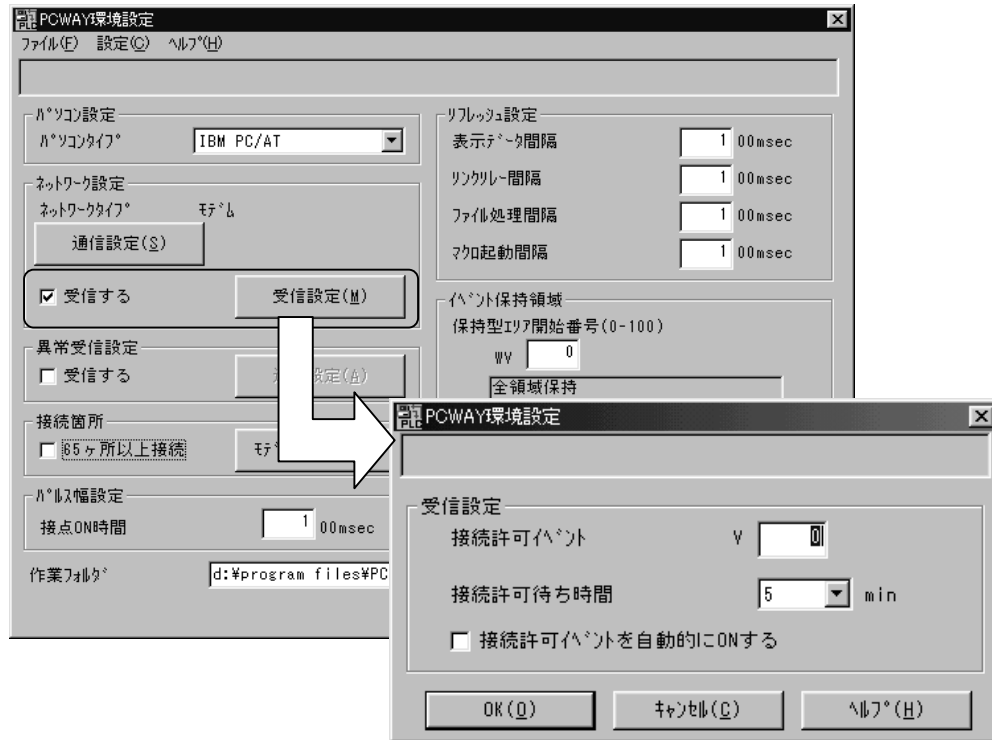 PCWAY環境設定
ﾌｧｲﾙ(F) 設定(C) ﾍﾙﾌﾟ(H)
ﾊﾟｿｺﾝ設定
ﾊﾟｿｺﾝﾀｲﾌﾟ IBM PC/AT
ﾈｯﾄﾜｰｸ設定
ﾈｯﾄﾜｰｸﾀｲﾌﾟ ﾓﾃﾞﾑ
通信設定(S)
受信する 受信設定(M)
異常受信設定
受信する 設定(A)
接続箇所
65ヶ所以上接続 ﾓﾃﾞ
ﾊﾟﾙｽ幅設定
接点ON時間 1 00msec
作業ﾌｫﾙﾀﾞ d:¥program files¥PC
ﾘﾌﾚｯｼｭ設定
表示ﾃﾞｰﾀ間隔 1 00msec
ﾘﾝｸﾘﾚｰ間隔 1 00msec
ﾌｧｲﾙ処理間隔 1 00msec
ﾏｸﾛ起動間隔 1 00msec
ｲﾍﾞﾝﾄ保持領域
保持型ｴﾘｱ開始番号(0-100)
WV 0
全領域保持
PCWAY環境設定
受信設定
接続許可ｲﾍﾞﾝﾄ V 0
接続許可待ち時間 5 min
接続許可ｲﾍﾞﾝﾄを自動的にONする
OK(O) ｷｬﾝｾﾙ(C) ﾍﾙﾌﾟ(H)